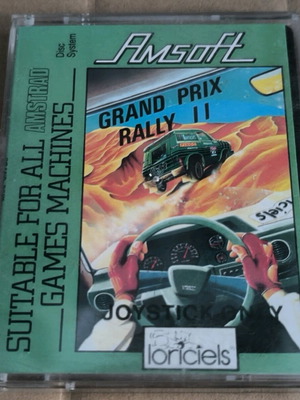 Amsoft
Disc
System
SUITABLE FOR ALL AMSTRAD
GAMES MACHINES
GRAND PRIX
RALLY II
JOYSTICK ONLY
loriciels